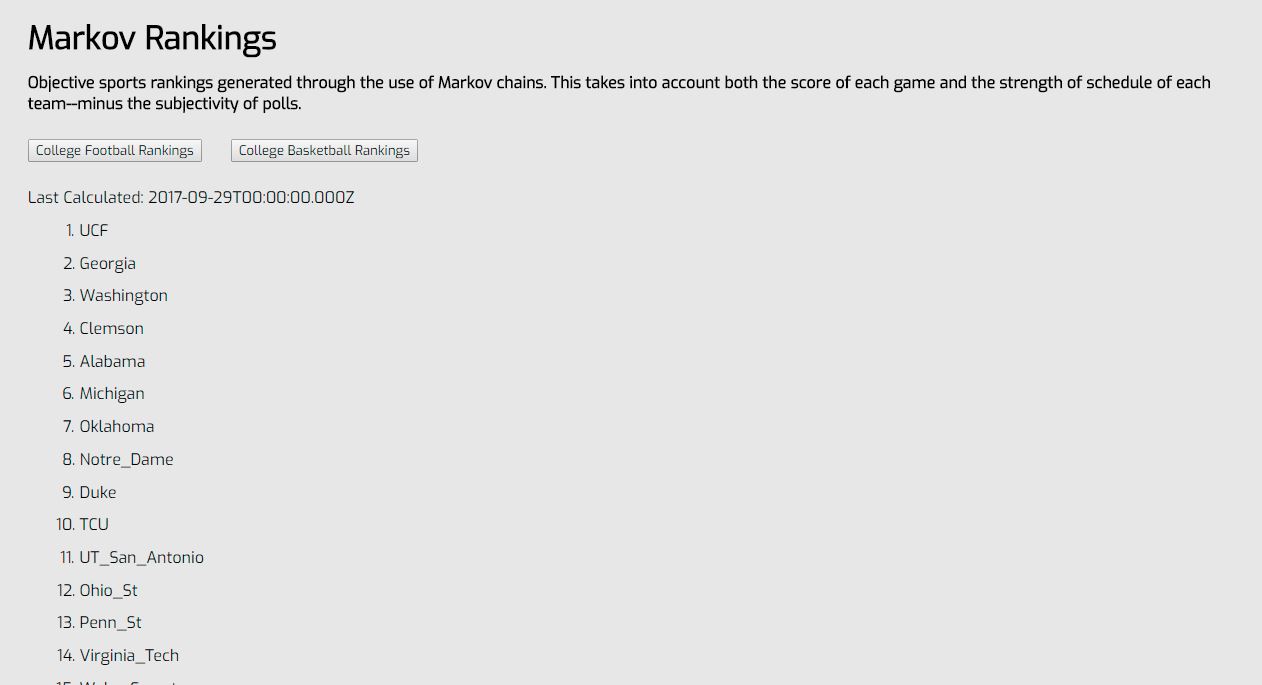 Markov Rankings
Objective sports rankings generated through the use of Markov chains. This takes into account both the score of each game and the strength of schedule of each
team--minus the subjectivity of polls.
College Football Rankings College Basketball Rankings
Last Calculated: 2017-09-29T00:00:00.000Z
1. UCF
2. Georgia
3. Washington
4. Clemson
5. Alabama
6. Michigan
7. Oklahoma
8. Notre_Dame
9. Duke
10. TCU
11. UT_San_Antonio
12. Ohio_St
13. Penn_St
14. Virginia_Tech